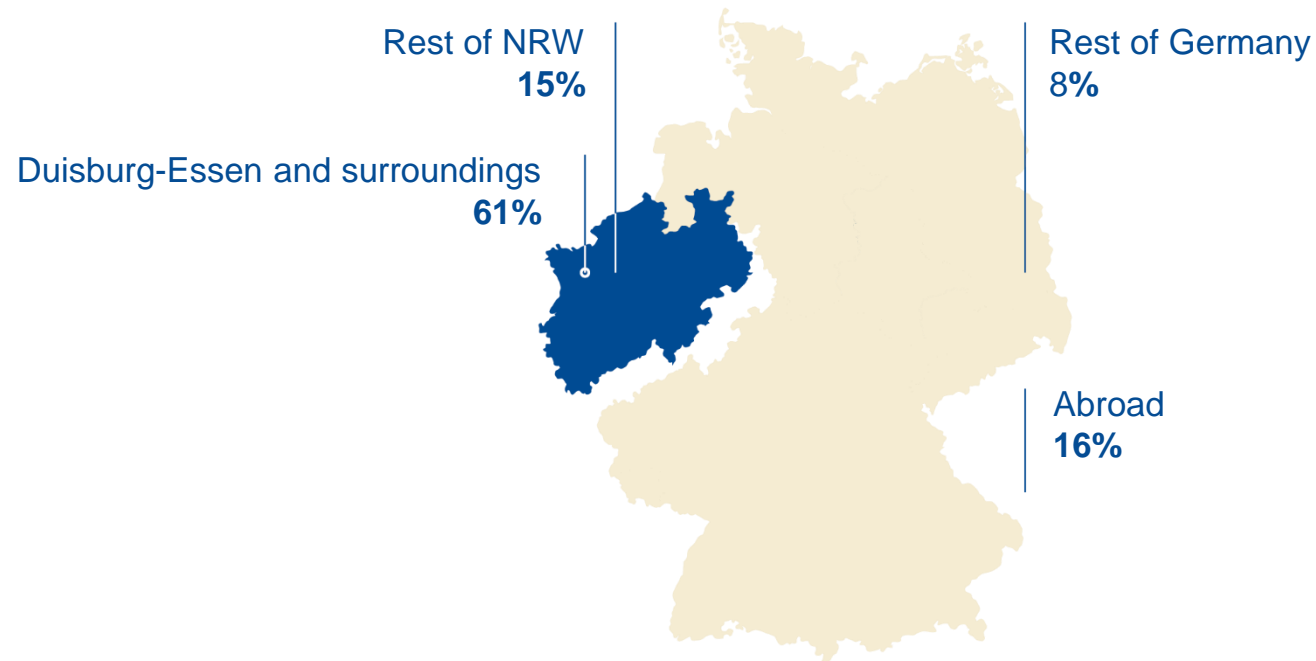 Rest of NRW
15%
Duisburg-Essen and surroundings
61%
Rest of Germany
8%
Abroad
16%